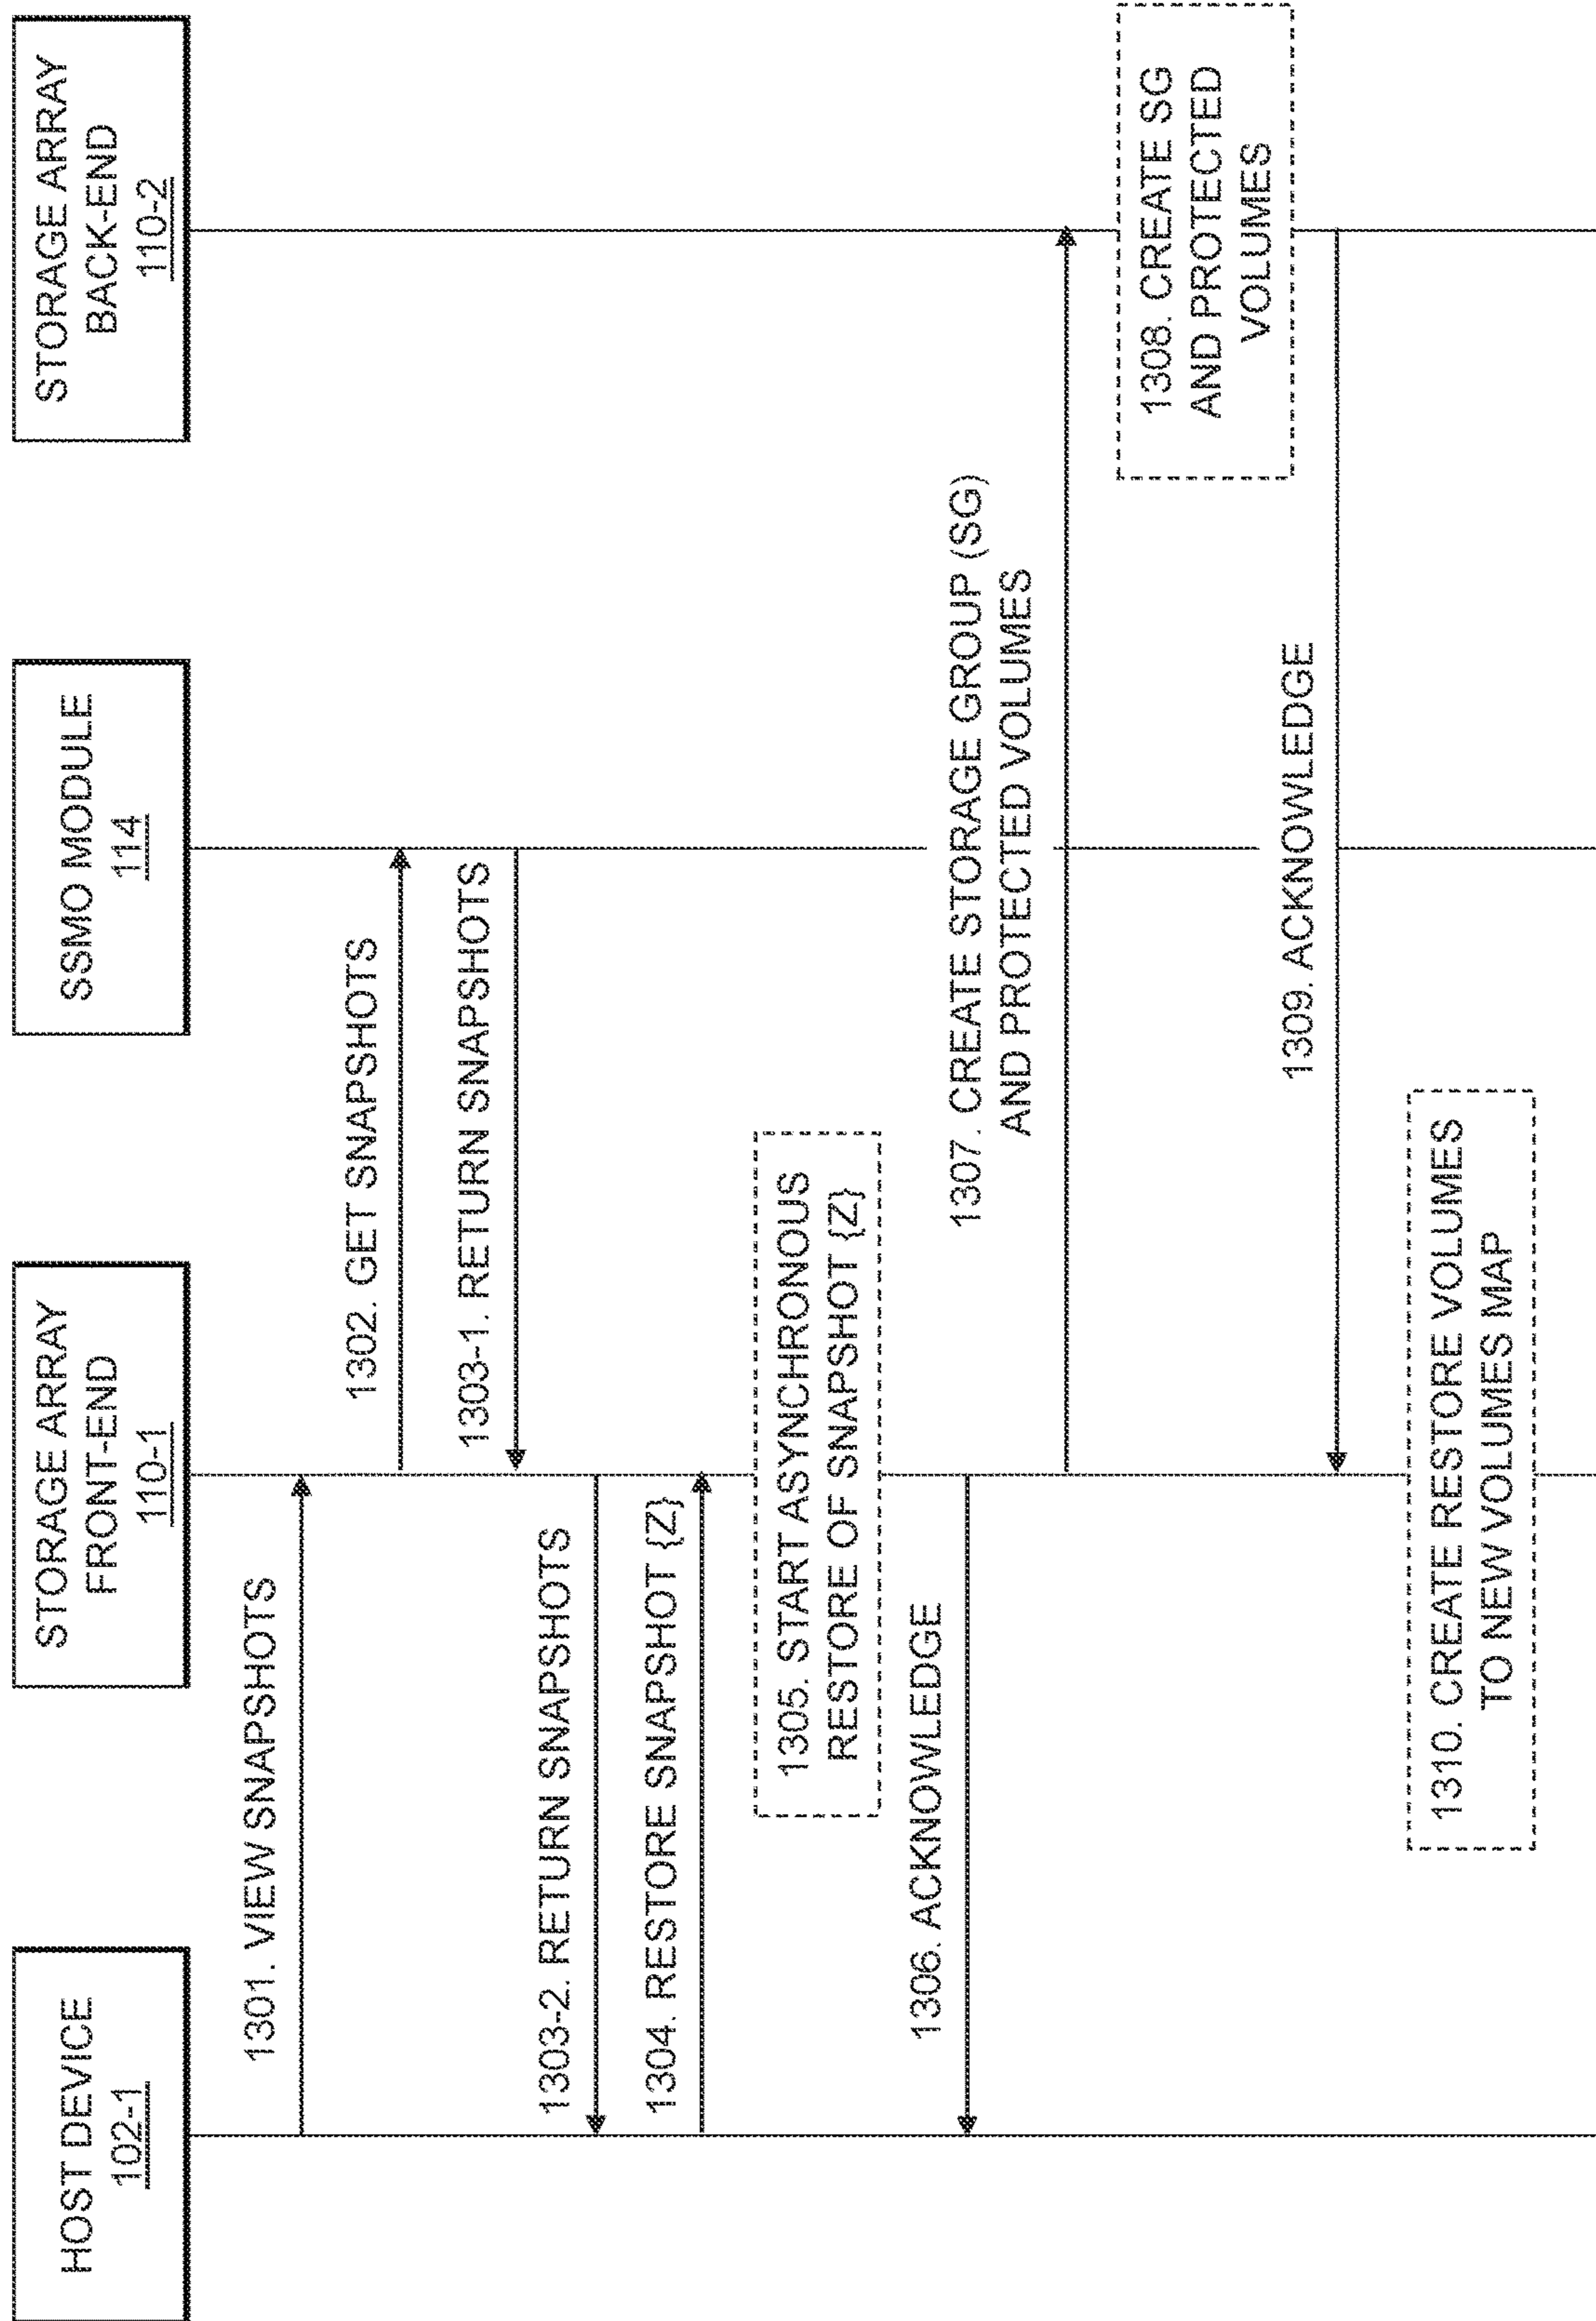 HOST DEVICE
102-1
STORAGE ARRAY
FRONT-END
110-1
SSMO MODULE
114
STORAGE ARRAY
BACK-END
110-2
1301. VIEW SNAPSHOTS
1302. GET SNAPSHOTS
1303-1. RETURN SNAPSHOTS
1303-2. RETURN SNAPSHOTS
1304. RESTORE SNAPSHOT {Z}
1305. START ASYNCHRONOUS
RESTORE OF SNAPSHOT {Z}
1306. ACKNOWLEDGE
1307. CREATE STORAGE GROUP (SG)
AND PROTECTED VOLUMES
1308. CREATE SG
AND PROTECTED
VOLUMES
1309. ACKNOWLEDGE
1310. CREATE RESTORE VOLUMES
TO NEW VOLUMES MAP